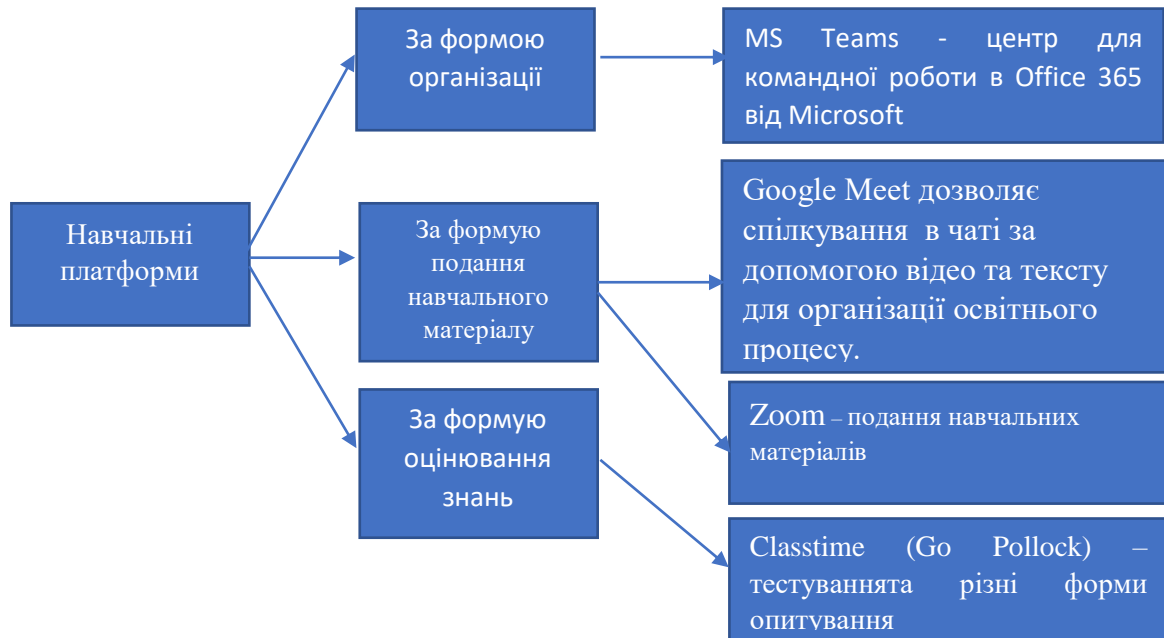 За формою
організації
MS Teams - центр для
командної роботи в Office 365
від Microsoft
Навчальні
платформи
За формую
подання
навчального
матеріалу
Google Meet дозволяє
спілкування в чаті за
допомогою відео та тексту
для організації освітнього
процесу.
Zoom – подання навчальних
матеріалів
За формую
оцінювання
знань
Classtime (Go Pollock) –
тестуваннята різні форми
опитування